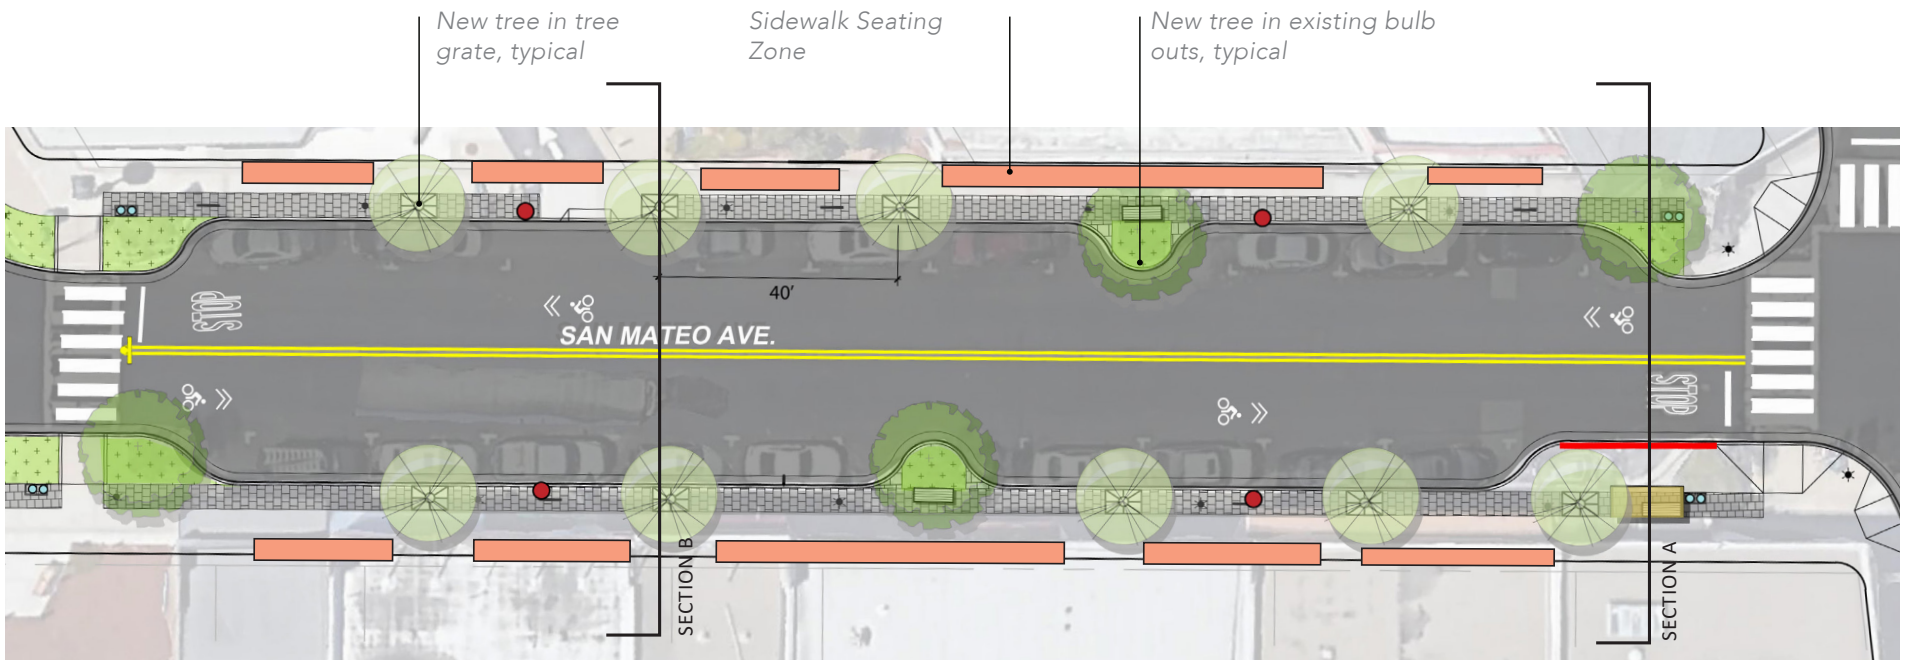 New tree in tree
grate, typical
Sidewalk Seating
Zone
New tree in existing bulb
outs, typical
40'
STOP
SAN MATEO AVE.
STOP
SECTION B
SECTION A